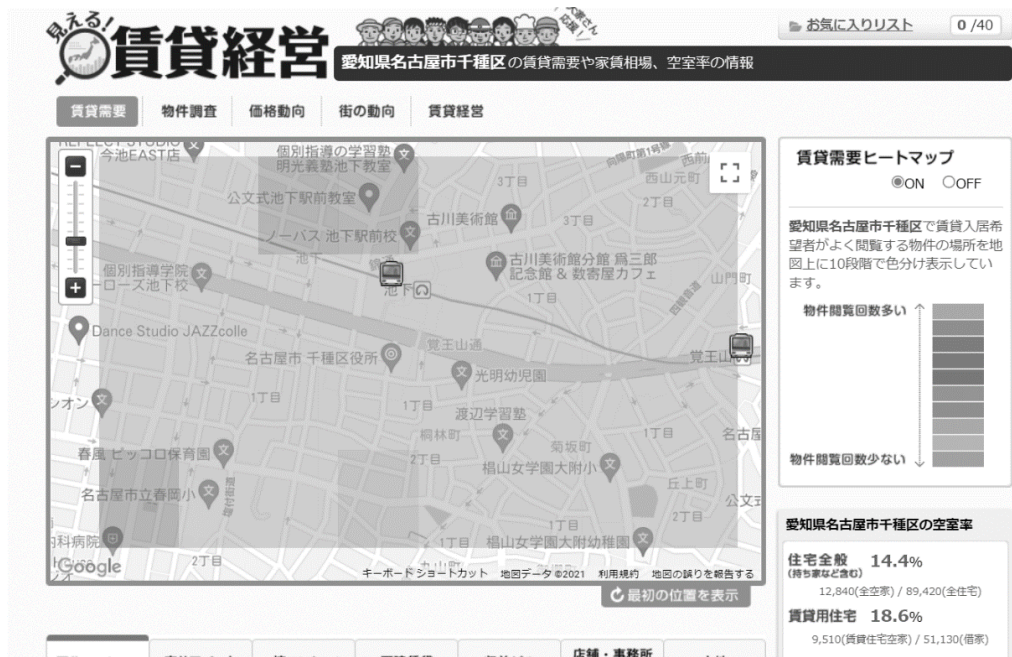 見える!賃貸経営
大家さん応援!
愛知県名古屋市千種区の賃貸需要や家賃相場、空室率の情報
お気に入りリスト
0 /40
賃貸需要 物件調査 価格動向 街の動向 賃貸経営
今池EAST店
個別指導の学習塾
明光義塾池下教室
公文式池下駅前教室
ノーバス 池下駅前校
古川美術館
3丁目
3丁目
西山元町
2丁目
古川美術館分館 爲三郎
記念館 & 数寄屋カフェ
山門町
池下
池下
1丁目
個別指導学院
ローズ池下校
Dance Studio JAZZcolle
名古屋市 千種区役所
覚王山通
覚王山
光明幼児園
1丁目
1丁目
渡辺学習塾
桐林町
2丁目
菊坂町
1丁目
春風 ピッコロ保育園
名古屋市立春岡小
椙山女学園大附小
丘上町
2丁目
1丁目
1丁目
椙山女学園大附幼稚園
2丁目
Google
キーボード ショートカット 地図データ ©2021 利用規約 地図の誤りを報告する
最初の位置を表示
賃貸需要ヒートマップ
ON OFF
愛知県名古屋市千種区で賃貸入居希
望者がよく閲覧する物件の場所を地
図上に10段階で色分け表示してい
ます。
物件閲覧回数多い
物件閲覧回数少ない
愛知県名古屋市千種区の空室率
住宅全般 14.4%
(持ち家など含む)
12,840(全空家) / 89,420(全住宅)
賃貸用住宅 18.6%
9,510(賃貸住宅空家) / 51,130(借家)
店舗・事務所